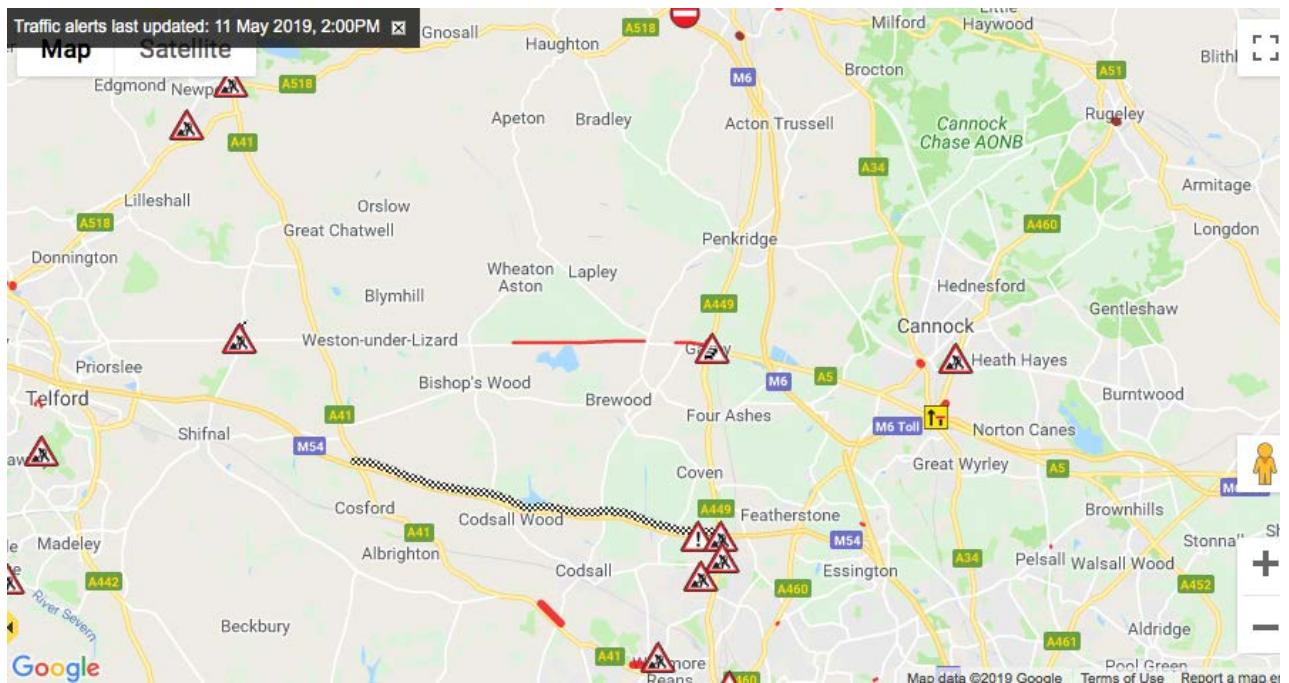 Traffic alerts last updated: 11 May 2019, 2:00PM
Map
Satellite
Gnosall
Haughton
A518
Milford
Haywood
Edgmond
A518
M6
Brocton
A51
Apeton
Bradley
Acton Trussell
Cannock
Chase AONB
Rugeley
A41
A34
Lilleshall
Orslow
Armitage
A518
Great Chatwell
Penkridge
A460
Longdon
Donnington
Wheaton
Aston
Lapley
Hednesford
Blymhill
A449
Gentleshaw
Cannock
Weston-under-Lizard
Heath Hayes
Priorslee
Bishop's Wood
M6
A5
Telford
Brewood
Burntwood
A41
Four Ashes
Shifnal
M54
M6 Toll
Norton Canes
Coven
Great Wyrley
A5
Cosford
Codsall Wood
A449
Featherstone
Brownhills
Madeley
A41
Albrighton
M54
Stonnall
A442
Codsall
Essington
A34
Pelsall
Walsall Wood
A460
A452
River Severn
Beckbury
Aldridge
A41
A461
Pool Green
Google
Reans
Map data ©2019 Google
Terms of Use